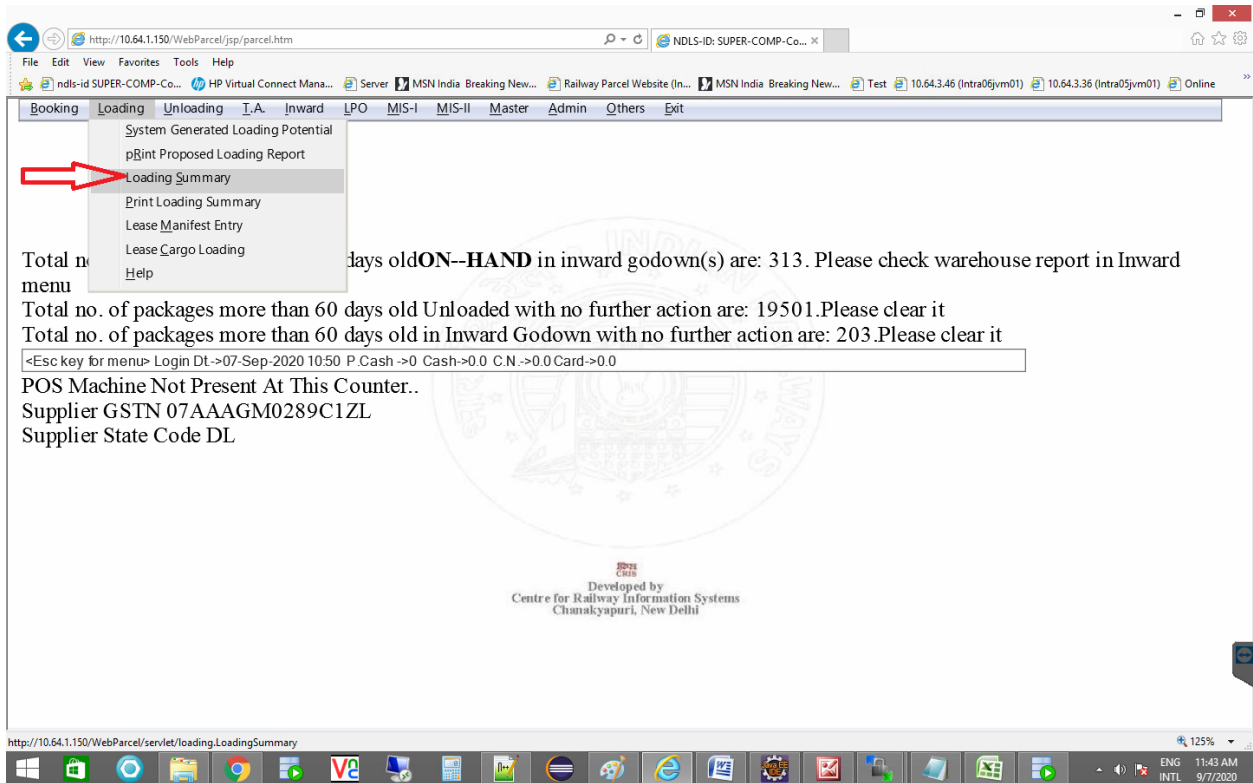 http://10.64.1.150/WebParcel/jsp/parcel.htm
NDLS-ID: SUPER-COMP-Co...
File Edit View Favorites Tools Help
ndls-id SUPER-COMP-Co... HP Virtual Connect Mana... Server MSN India Breaking New... Railway Parcel Website (In... MSN India Breaking New... Test 10.64.3.46 (Intra06jvm01) 10.64.3.36 (Intra05jvm01) Online
Booking Loading Unloading T.A. Inward LPO MIS-I MIS-II Master Admin Others Exit
System Generated Loading Potential
pRint Proposed Loading Report
Loading Summary
Print Loading Summary
Lease Manifest Entry
Lease Cargo Loading
Help
Total n days oldON--HAND in inward godown(s) are: 313. Please check warehouse report in Inward
menu
Total no. of packages more than 60 days old Unloaded with no further action are: 19501.Please clear it
Total no. of packages more than 60 days old in Inward Godown with no further action are: 203.Please clear it
<Esc key for menu> Login Dt.->07-Sep-2020 10:50 P.Cash ->0 Cash->0.0 C.N.->0.0 Card->0.0
POS Machine Not Present At This Counter..
Supplier GSTN 07AAAGM0289C1ZL
Supplier State Code DL
CRIS
Developed by
Centre for Railway Information Systems
Chanakyapuri, New Delhi
http://10.64.1.150/WebParcel/servlet/loading.LoadingSummary
125%
ENG 11:43 AM
INTL 9/7/2020